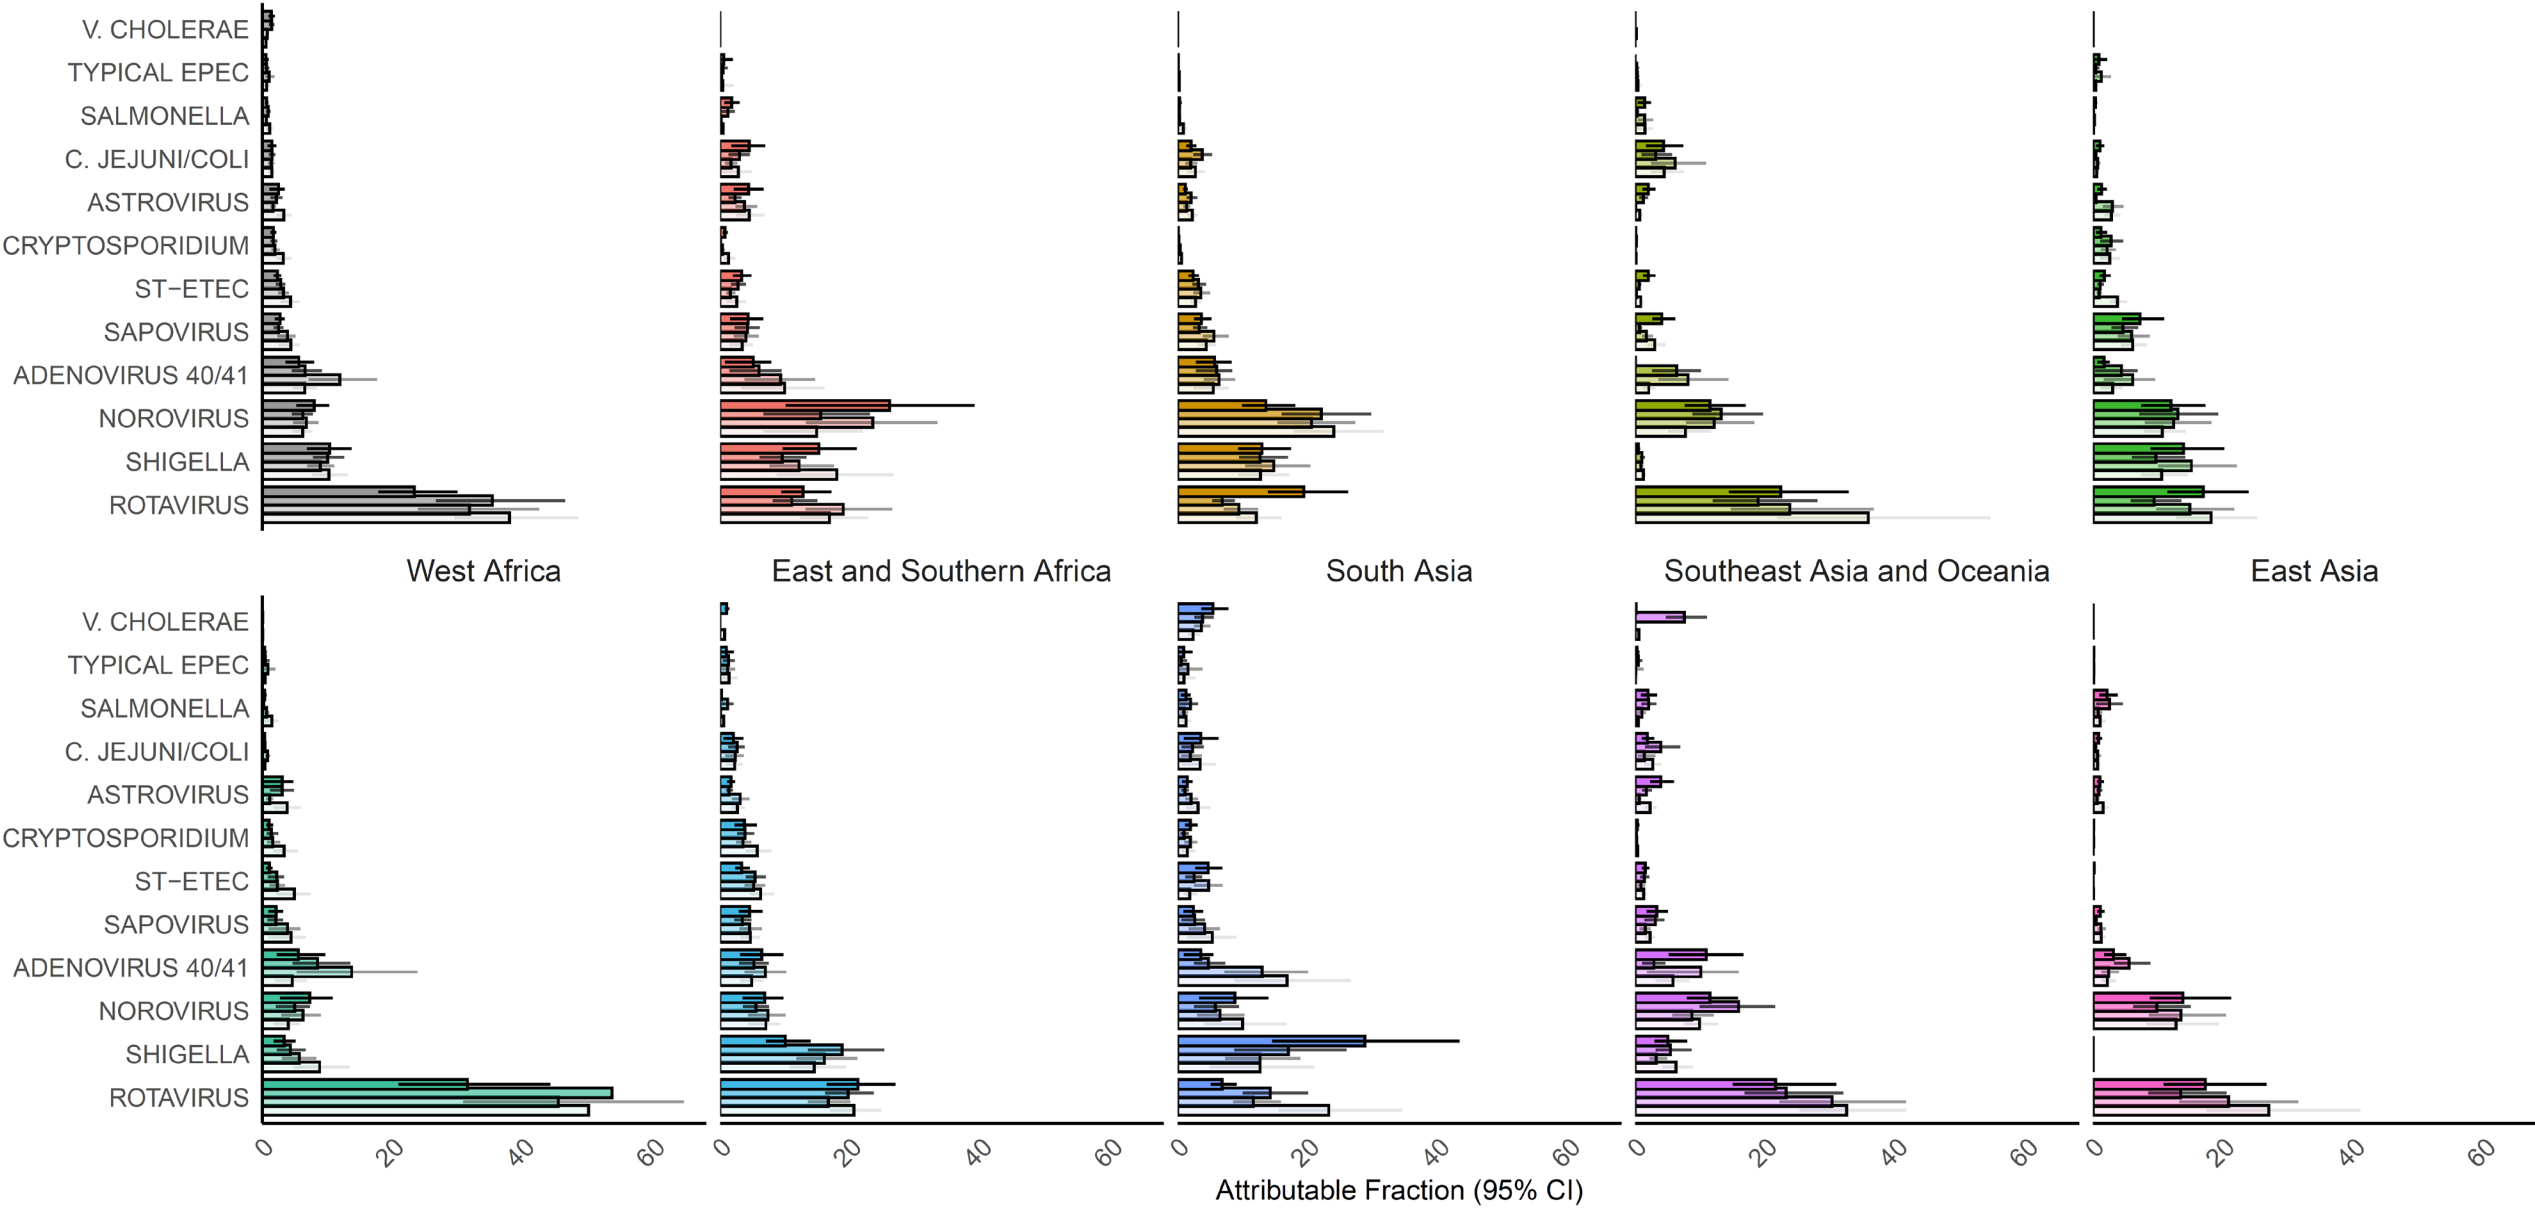 V. CHOLERAE
TYPICAL EPEC
SALMONELLA
C. JEJUNI/COLI
ASTROVIRUS
CRYPTOSPORIDIUM
ST−ETEC
SAPOVIRUS
ADENOVIRUS 40/41
NOROVIRUS
SHIGELLA
ROTAVIRUS
West Africa East and Southern Africa South Asia Southeast Asia and Oceania East Asia
V. CHOLERAE
TYPICAL EPEC
SALMONELLA
C. JEJUNI/COLI
ASTROVIRUS
CRYPTOSPORIDIUM
ST−ETEC
SAPOVIRUS
ADENOVIRUS 40/41
NOROVIRUS
SHIGELLA
ROTAVIRUS
0 20 40 60 0 20 40 60 0 20 40 60 0 20 40 60 0 20 40 60
Attributable Fraction (95% CI)